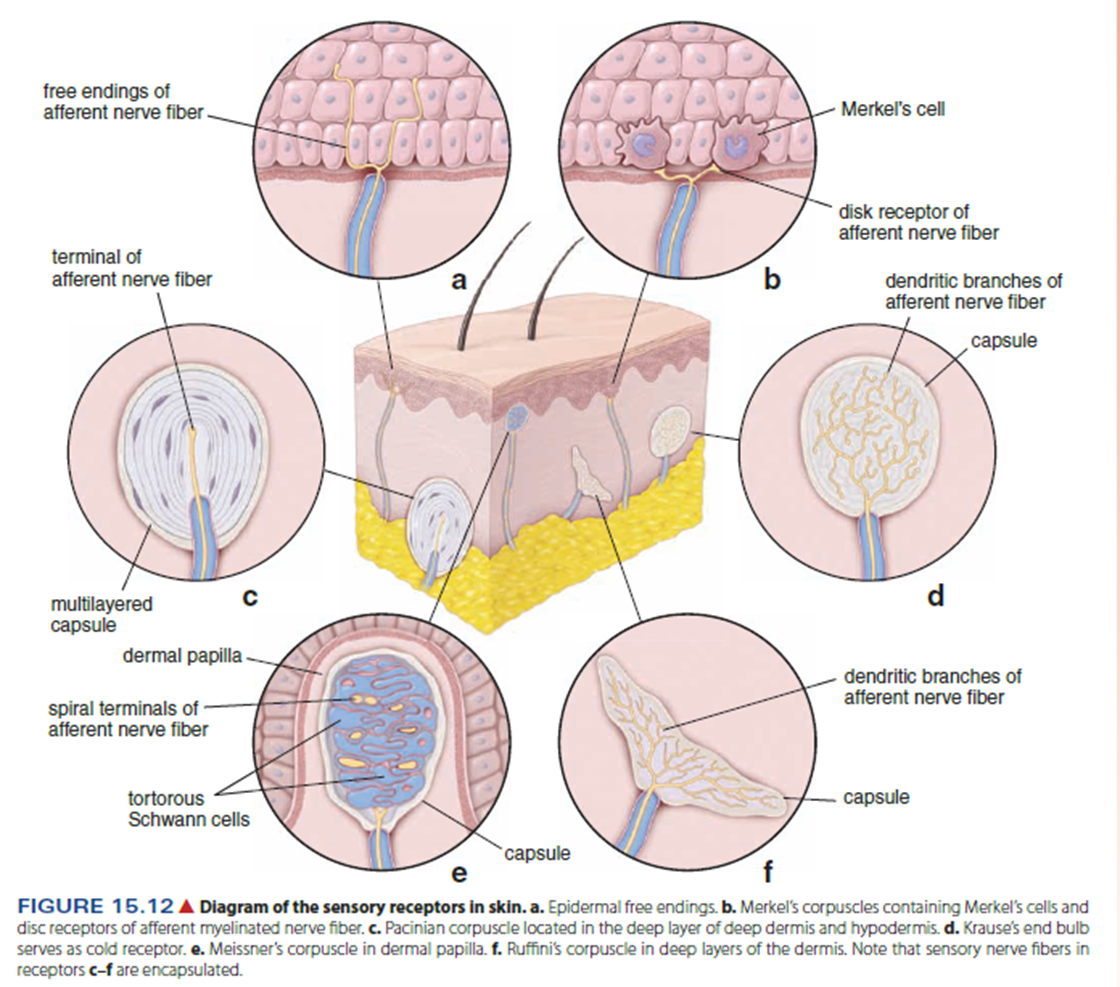 free endings of
afferent nerve fiber
Merkel's cell
disk receptor of
afferent nerve fiber
a
b
terminal of
afferent nerve fiber
dendritic branches of
afferent nerve fiber
capsule
c
d
multilayered
capsule
dermal papilla
spiral terminals of
afferent nerve fiber
tortorous
Schwann cells
capsule
e
dendritic branches of
afferent nerve fiber
capsule
f
FIGURE 15.12 ▲ Diagram of the sensory receptors in skin. a. Epidermal free endings. b. Merkel's corpuscles containing Merkel's cells and
disc receptors of afferent myelinated nerve fiber. c. Pacinian corpuscle located in the deep layer of deep dermis and hypodermis. d. Krause's end bulb
serves as cold receptor. e. Meissner's corpuscle in dermal papilla. f. Ruffini's corpuscle in deep layers of the dermis. Note that sensory nerve fibers in
receptors c–f are encapsulated.